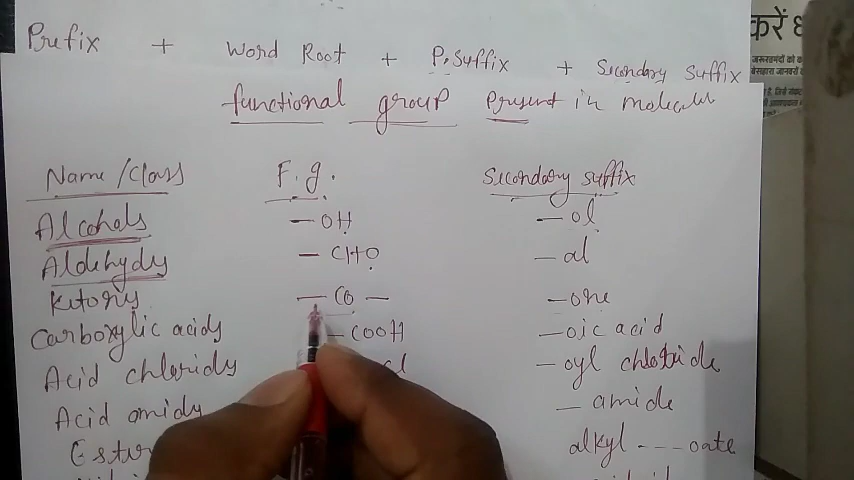 Prefix + Word Root + P.Suffix + Secondary Suffix
functional group Present in molecule
Name/Class F.g. Secondary suffix
Alcohols -OH -ol
Aldehydes -CHO -al
Ketones -CO- -one
Carboxylic acids -COOH -oic acid
Acid chlorides cl -oyl chloride
Acid amides - amide
Ester alkyl ---- oate
करें